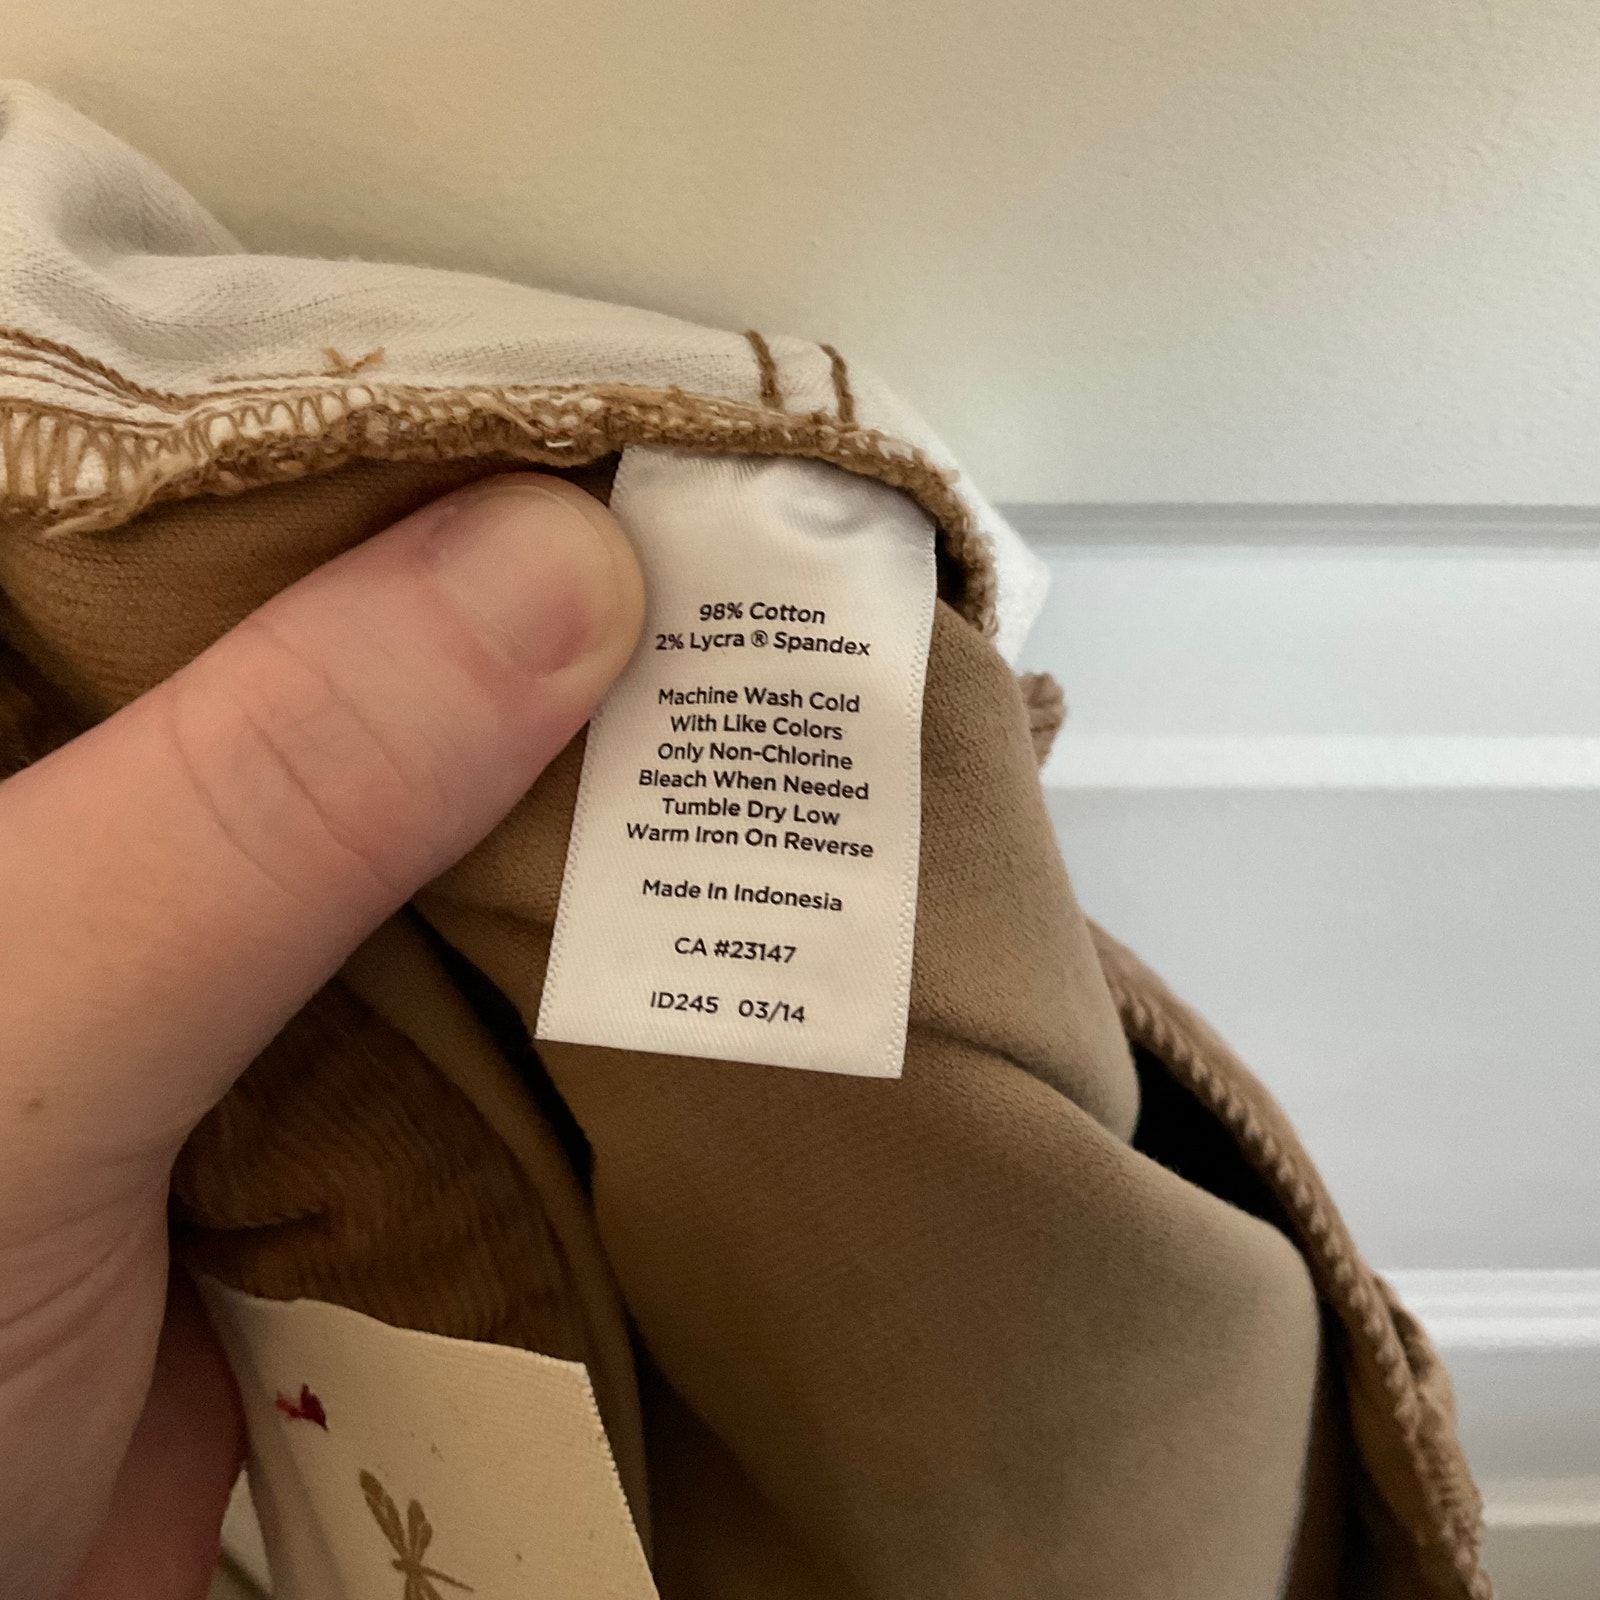 98% Cotton
2% Lycra ® Spandex
Machine Wash Cold
With Like Colors
Only Non-Chlorine
Bleach When Needed
Tumble Dry Low
Warm Iron On Reverse
Made In Indonesia
CA #23147
ID245 03/14